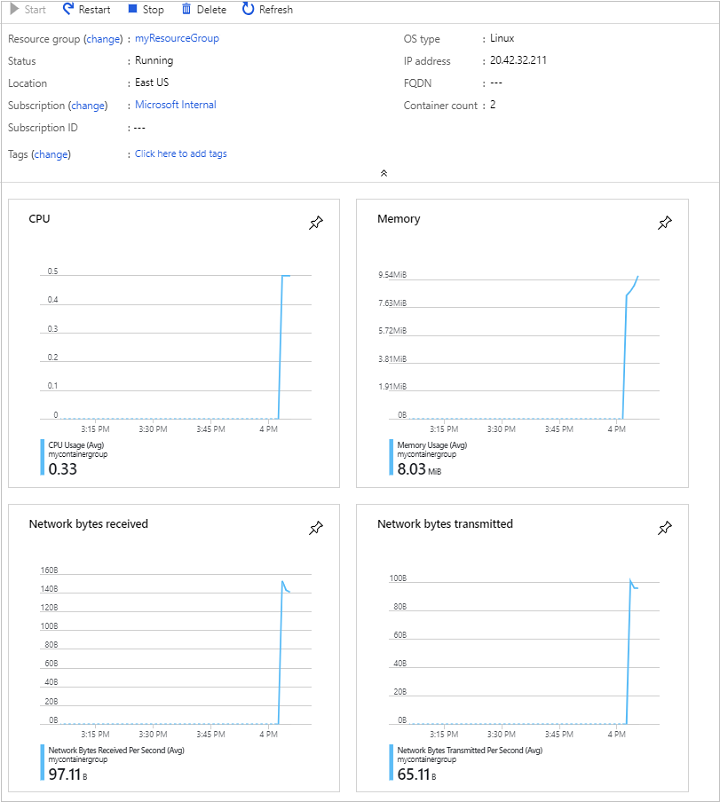 Start Restart Stop Delete Refresh
Resource group (change) : myResourceGroup
Status : Running
Location : East US
Subscription (change) : Microsoft Internal
Subscription ID : ---
Tags (change) : Click here to add tags
OS type : Linux
IP address : 20.42.32.211
FQDN : ---
Container count : 2
CPU
0.5
0.4
0.3
0.2
0.1
0
3:15 PM 3:30 PM 3:45 PM 4 PM
CPU Usage (Avg)
mycontainergroup
0.33
Memory
9.54MiB
7.63MiB
5.72MiB
3.81MiB
1.91MiB
0B
3:15 PM 3:30 PM 3:45 PM 4 PM
Memory Usage (Avg)
mycontainergroup
8.03 MiB
Network bytes received
160B
140B
120B
100B
80B
60B
40B
20B
0B
3:15 PM 3:30 PM 3:45 PM 4 PM
Network Bytes Received Per Second (Avg)
mycontainergroup
97.11 B
Network bytes transmitted
100B
80B
60B
40B
20B
0B
3:15 PM 3:30 PM 3:45 PM 4 PM
Network Bytes Transmitted Per Second (Avg)
mycontainergroup
65.11 B